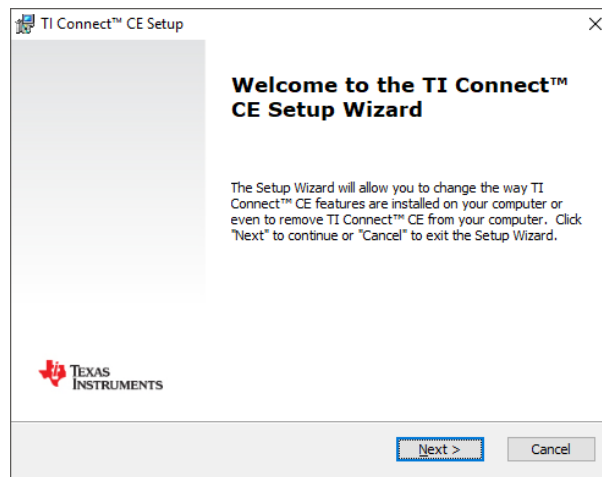 TI Connect™ CE Setup
Welcome to the TI Connect™
CE Setup Wizard
The Setup Wizard will allow you to change the way TI
Connect™ CE features are installed on your computer or
even to remove TI Connect™ CE from your computer. Click
"Next" to continue or "Cancel" to exit the Setup Wizard.
TEXAS
INSTRUMENTS
Next >
Cancel